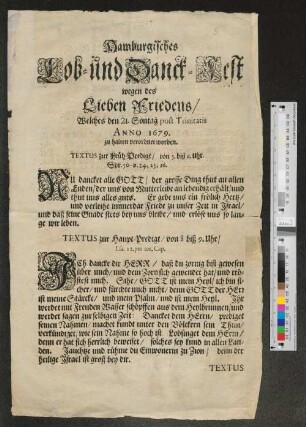 Hamburgisches
Lob- und Danck-Fest
wegen des
Lieben Friedens/
Welches den 21. Sontag post Trinitatis
ANNO 1679.
zu halten verordnet worden.
TEXTUS zur Früh-Predigt/ von 5. biß 7. Uhr.
Syr. 50. v. 24, 25, 26.
NU dancket alle GOTT/ der grosse Ding thut an allen
Enden/ der uns von Mutterleibe an lebendig erhält/ und
thut uns alles guts. Er gebe uns ein frölich Hertz/
und verleihe immerdar Friede zu unser Zeit in Israel/
und daß seine Gnade stets bey uns bleibe/ und erlöse uns so lan-
ge wir leben.
TEXTUS zur Haupt-Predigt/ von 8. biß 9. Uhr/
Esa. 12. per tot. Cap.
ICh dancke dir HERR/ daß du zornig bist gewesen
über mich/ und dein Zorn sich gewendet hat/ und trö-
stest mich. Sihe/ GOTT ist mein Heyl/ ich bin si-
cher/ und fürchte mich nicht/ denn GOTT der HErr
ist meine Stärcke/ und mein Psalm/ und ist mein Heyl. Ihr
werdet mit Freuden Wasser schöpffen aus dem Heylbrunnen/ und
werdet sagen zur selbigen Zeit: Dancket dem HErrn/ prediget
seinen Nahmen/ machet kundt unter den Völckern sein Thun/
verkündiget/ wie sein Nahme so hoch ist. Lobsinget dem HErrn/
denn er hat sich herrlich beweiset/ solches sey kund in allen Lan-
den. Jauchze und rühme du Einwonerin zu Zion/ denn der
heilige Israel ist groß bey dir.
TEXTUS